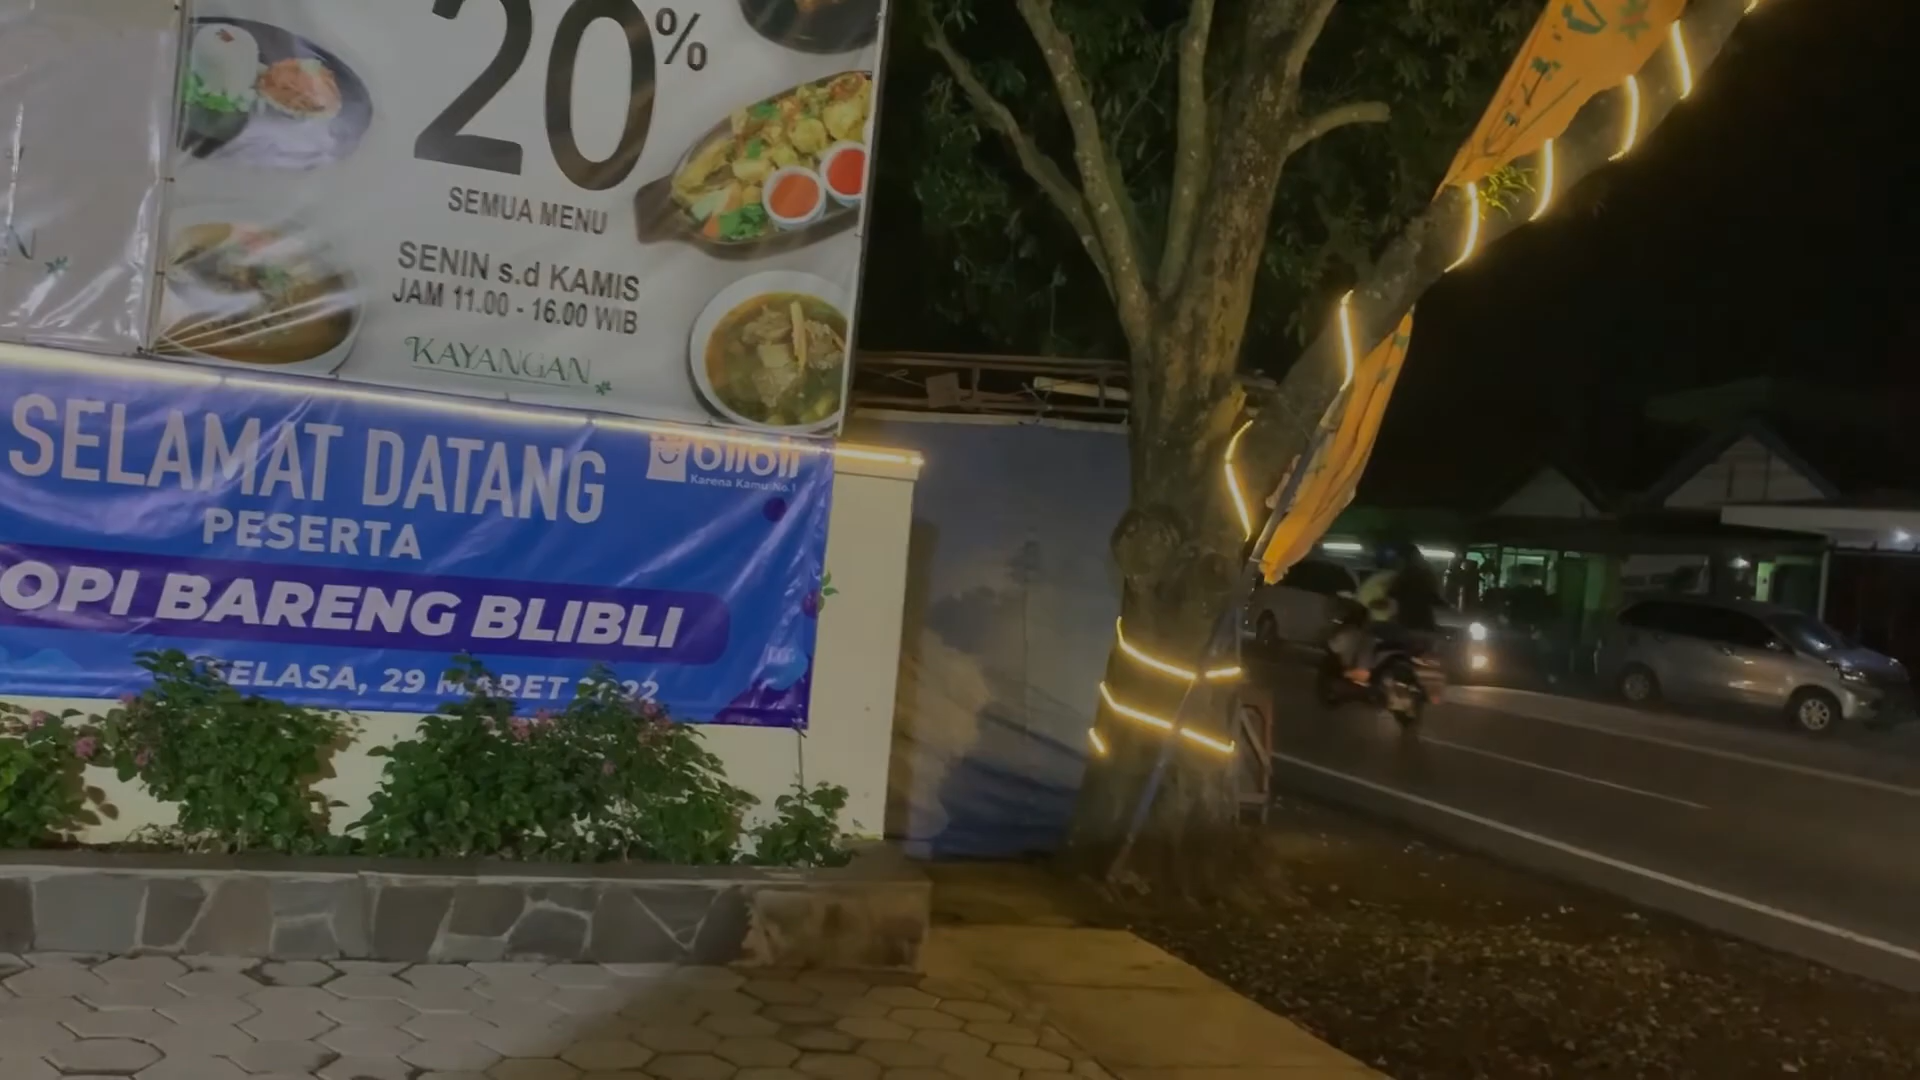 20%
SEMUA MENU
SENIN s.d KAMIS
JAM 11.00 - 16.00 WIB
KAYANGAN
SELAMAT DATANG
blibli
Karena Kamu No.1
PESERTA
OPI BARENG BLIBLI
SELASA, 29 MARET 2022